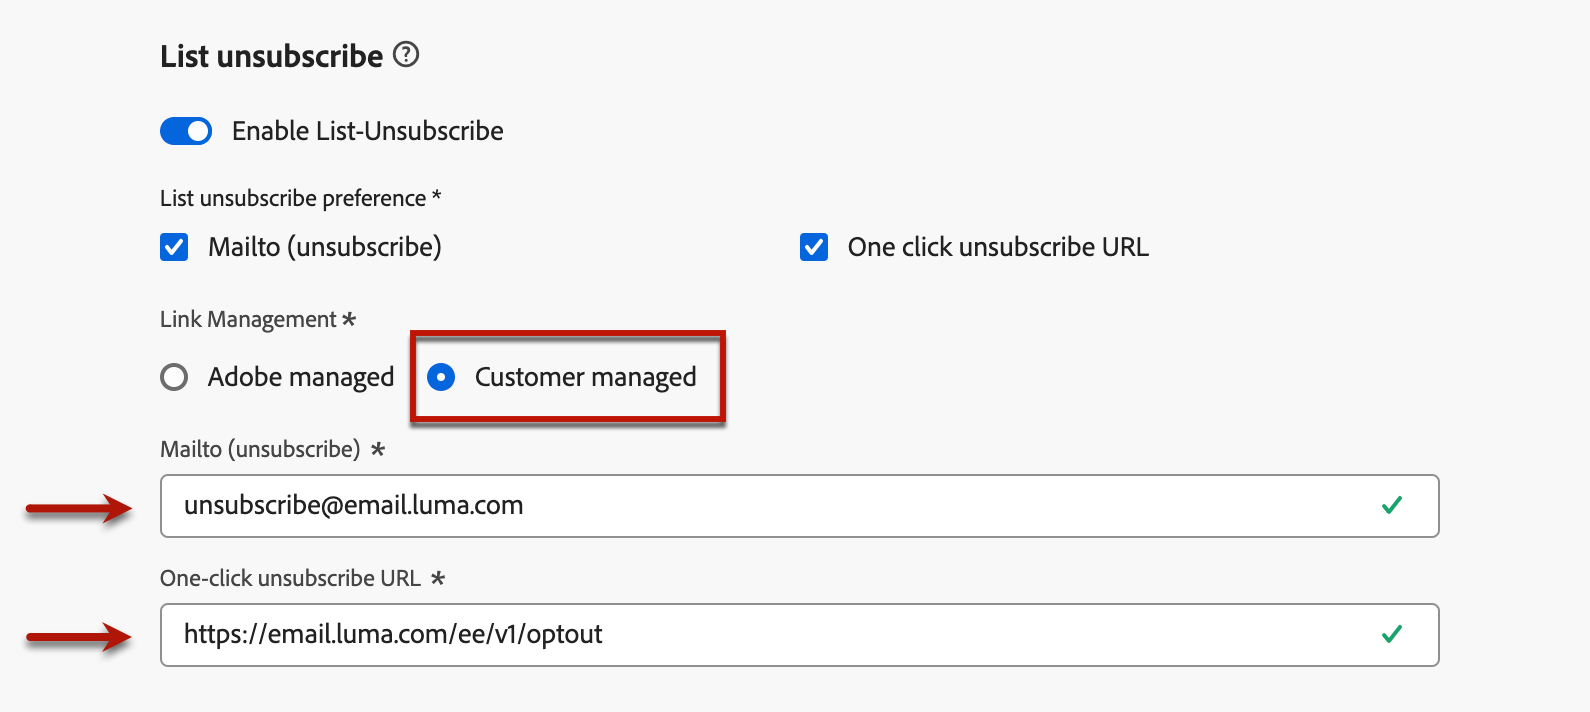 List unsubscribe ?
Enable List-Unsubscribe
List unsubscribe preference *
Mailto (unsubscribe) One click unsubscribe URL
Link Management *
Adobe managed Customer managed
Mailto (unsubscribe) *
unsubscribe@email.luma.com
One-click unsubscribe URL *
https://email.luma.com/ee/v1/optout